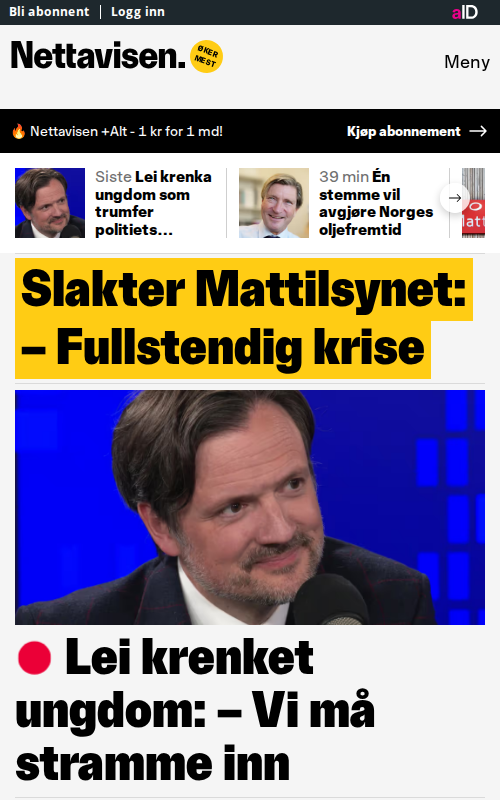 Bli abonnent | Logg inn
aID
Nettavisen.
ØKER
MEST
Meny
Nettavisen +Alt - 1 kr for 1 md!
Kjøp abonnement
Siste Lei krenka
ungdom som
trumfer
politiets...
39 min Én
stemme vil
avgjøre Norges
oljefremtid
Slakter Mattilsynet:
– Fullstendig krise
Lei krenket
ungdom: – Vi må
stramme inn